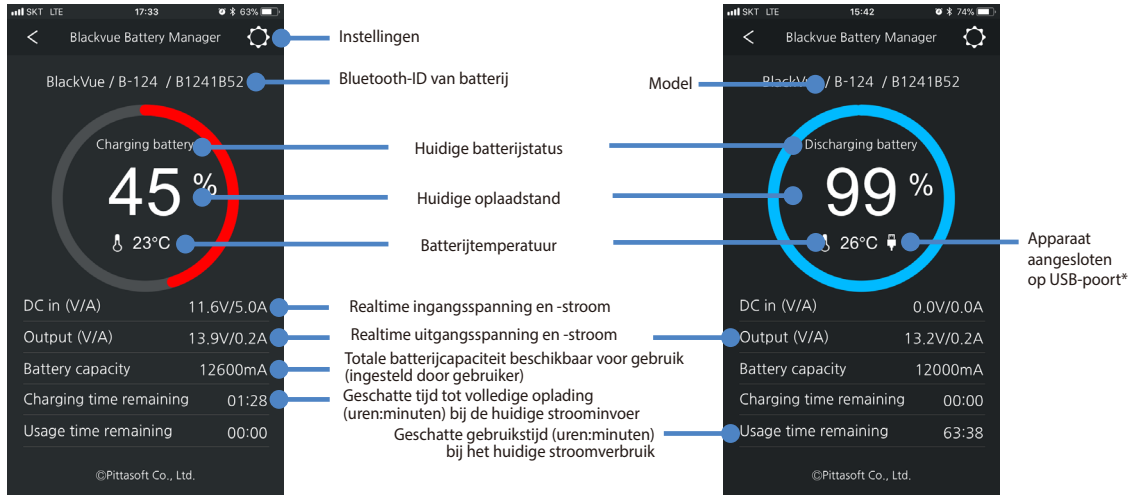 SKT LTE 17:33 63%
Blackvue Battery Manager
BlackVue / B-124 / B1241B52
Charging battery
45 %
23°C
DC in (V/A) 11.6V/5.0A
Output (V/A) 13.9V/0.2A
Battery capacity 12600mA
Charging time remaining 01:28
Usage time remaining 00:00
©Pittasoft Co., Ltd.
Instellingen
Bluetooth-ID van batterij
Model
Huidige batterijstatus
Huidige oplaadstand
Batterijtemperatuur
Realtime ingangsspanning en -stroom
Realtime uitgangsspanning en -stroom
Totale batterijcapaciteit beschikbaar voor gebruik
(ingesteld door gebruiker)
Geschatte tijd tot volledige oplading
(uren:minuten) bij de huidige stroominvoer
Geschatte gebruikstijd (uren:minuten)
bij het huidige stroomverbruik
SKT LTE 15:42 74%
Blackvue Battery Manager
BlackVue / B-124 / B1241B52
Discharging battery
99 %
26°C
DC in (V/A) 0.0V/0.0A
Output (V/A) 13.2V/0.2A
Battery capacity 12000mA
Charging time remaining 00:00
Usage time remaining 63:38
©Pittasoft Co., Ltd.
Apparaat
aangesloten
op USB-poort*